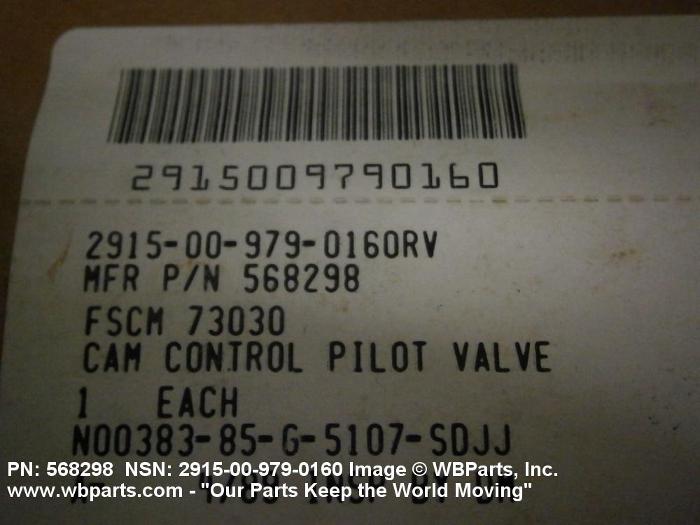 2915009790160
2915-00-979-0160RV
MFR P/N 568298
FSCM 73030
CAM CONTROL PILOT VALVE
1 EACH
N00383-85-G-5107-SDJJ
PN: 568298 NSN: 2915-00-979-0160 Image © WBParts, Inc.
www.wbparts.com - "Our Parts Keep the World Moving"